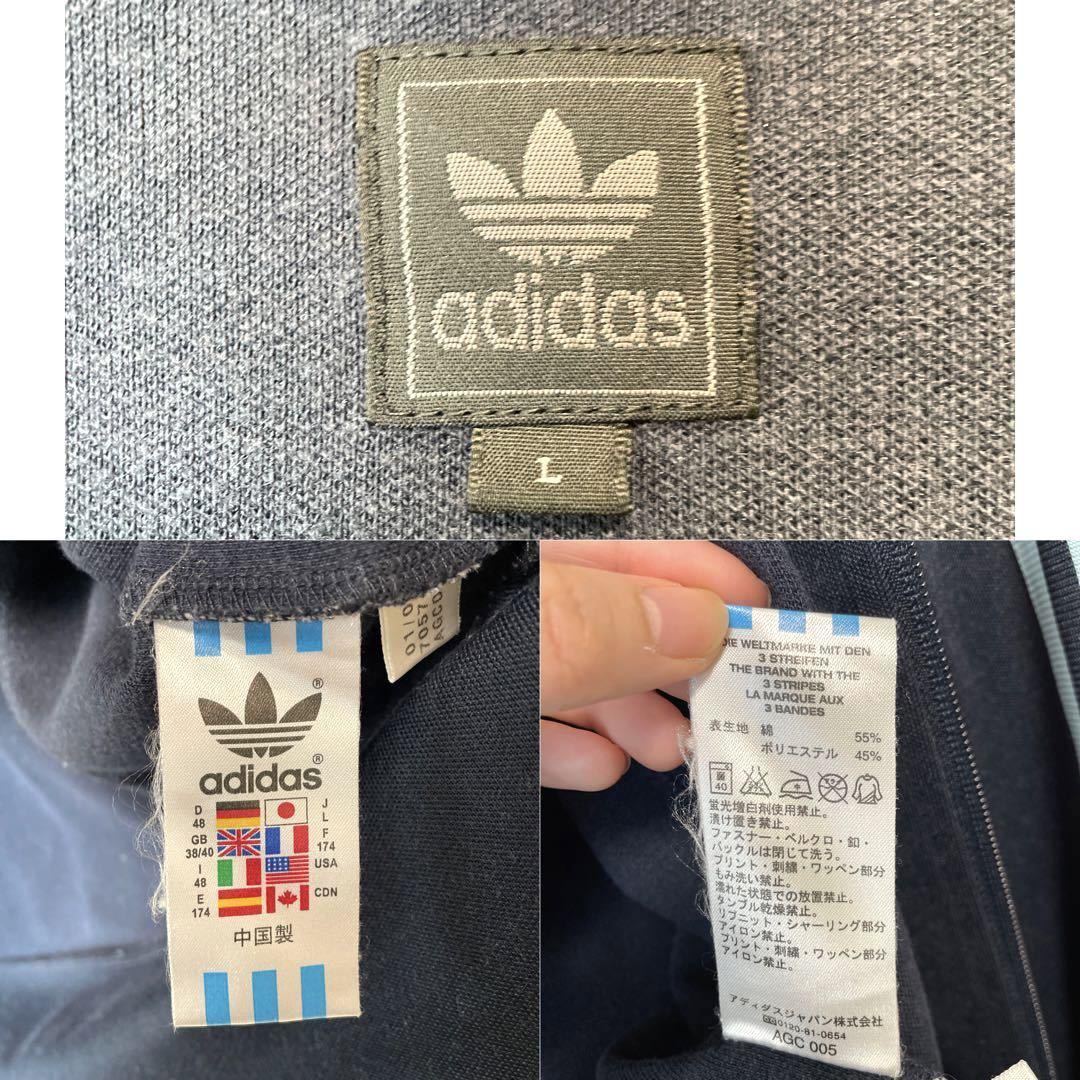 adidas
L
01/0
7057
AGC0
®
adidas®
D
48
GB
38/40
I
48
E
174
J
L
F
174
USA
CDN
中国製
DIE WELTMARKE MIT DEN
3 STREIFEN
THE BRAND WITH THE
3 STRIPES
LA MARQUE AUX
3 BANDES
表生地 綿 55%
ポリエステル 45%
40
蛍光増白剤使用禁止。
漬け置き禁止。
ファスナー・ベルクロ・釦・
バックルは閉じて洗う。
プリント・刺繍・ワッペン部分
もみ洗い禁止。
濡れた状態での放置禁止。
タンブル乾燥禁止。
リブニット・シャーリング部分
アイロン禁止。
プリント・刺繍・ワッペン部分
アイロン禁止。
アディダスジャパン株式会社
0120-81-0654
AGC 005